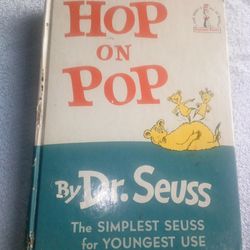 HOP
ON
POP
By Dr. Seuss
The SIMPLEST SEUSS
for YOUNGEST USE